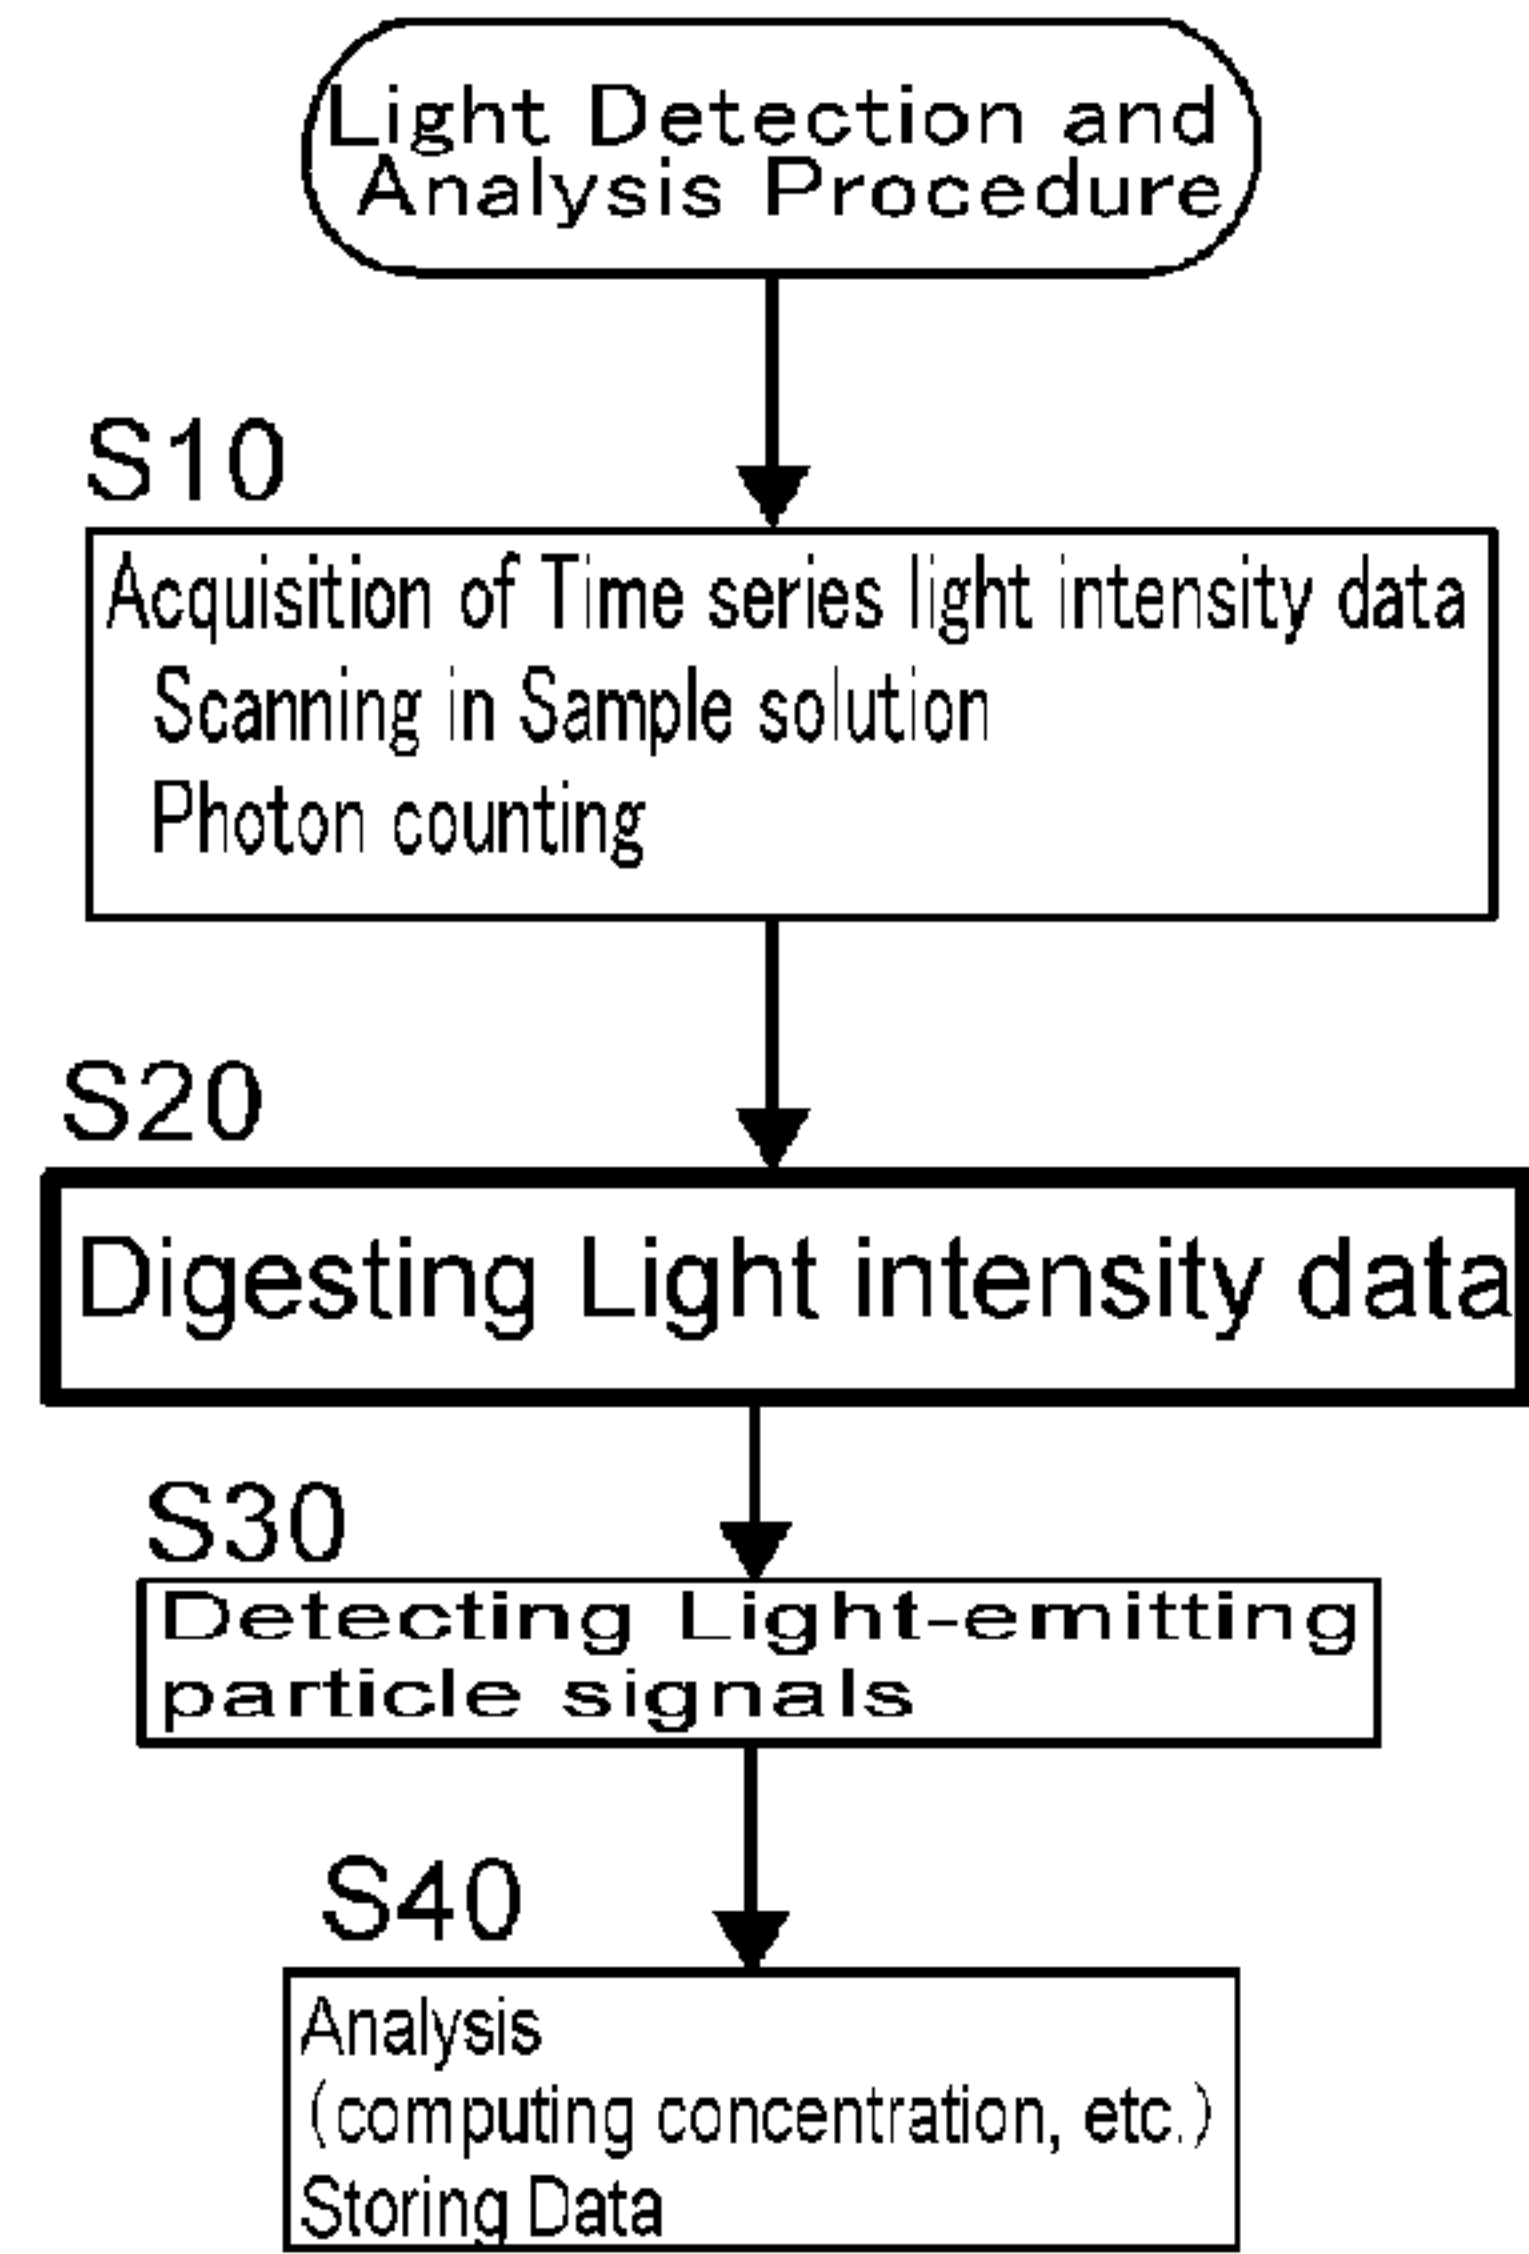 Light Detection and
Analysis Procedure
S10
Acquisition of Time series light intensity data
Scanning in Sample solution
Photon counting
S20
Digesting Light intensity data
S30
Detecting Light-emitting
particle signals
S40
Analysis
(computing concentration, etc.)
Storing Data